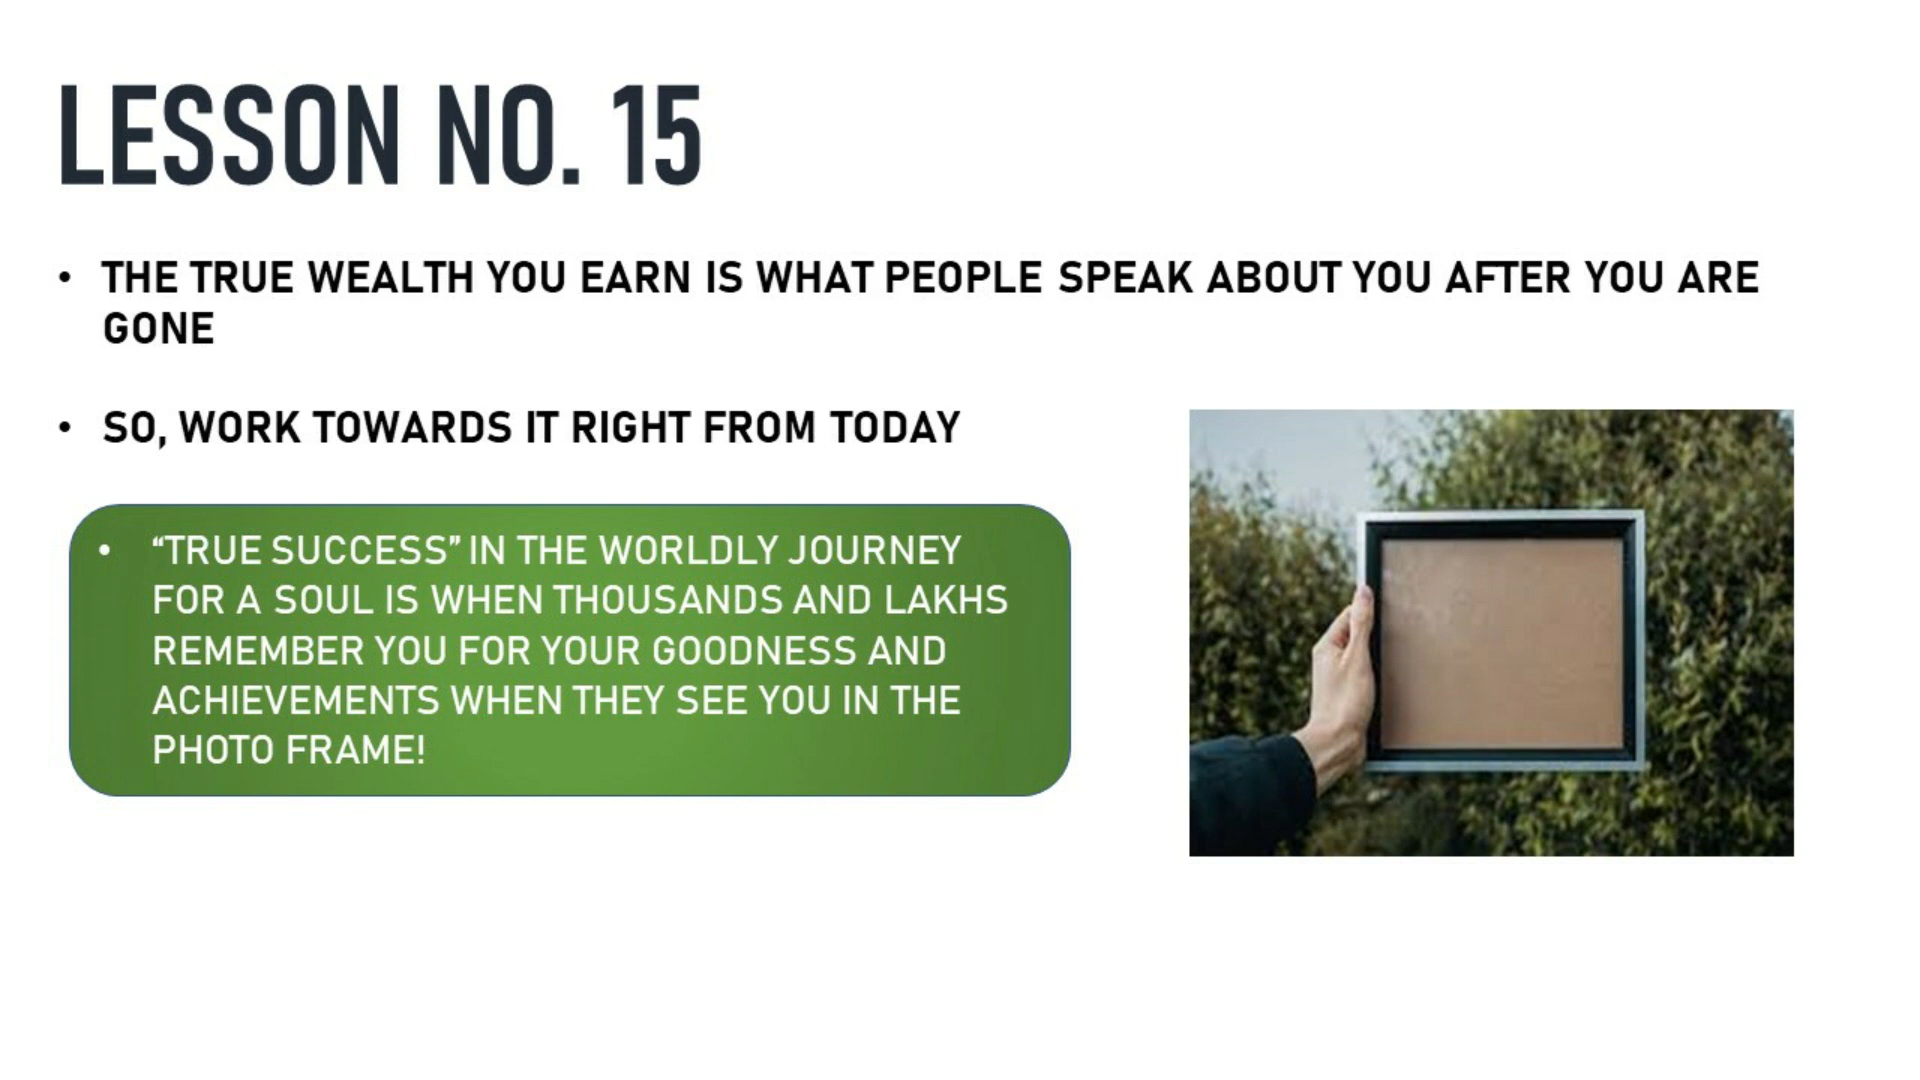 LESSON NO. 15
• THE TRUE WEALTH YOU EARN IS WHAT PEOPLE SPEAK ABOUT YOU AFTER YOU ARE
GONE
• SO, WORK TOWARDS IT RIGHT FROM TODAY
• “TRUE SUCCESS” IN THE WORLDLY JOURNEY
FOR A SOUL IS WHEN THOUSANDS AND LAKHS
REMEMBER YOU FOR YOUR GOODNESS AND
ACHIEVEMENTS WHEN THEY SEE YOU IN THE
PHOTO FRAME!